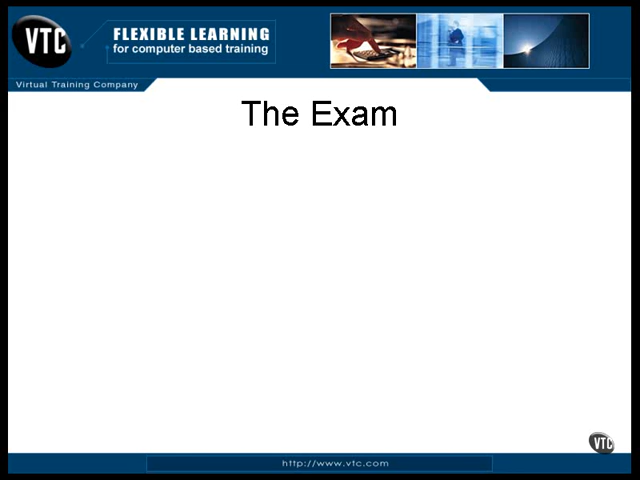 VTC
FLEXIBLE LEARNING
for computer based training
Virtual Training Company
The Exam
VTC
http://www.vtc.com